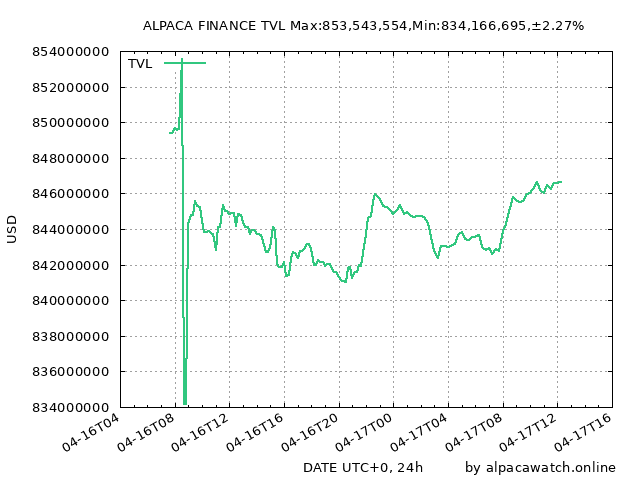 ALPACA FINANCE TVL Max:853,543,554,Min:834,166,695,±2.27%
TVL
854000000
852000000
850000000
848000000
846000000
844000000
842000000
840000000
838000000
836000000
834000000
USD
04-16T04
04-16T08
04-16T12
04-16T16
04-16T20
04-17T00
04-17T04
04-17T08
04-17T12
04-17T16
DATE UTC+0, 24h
by alpacawatch.online